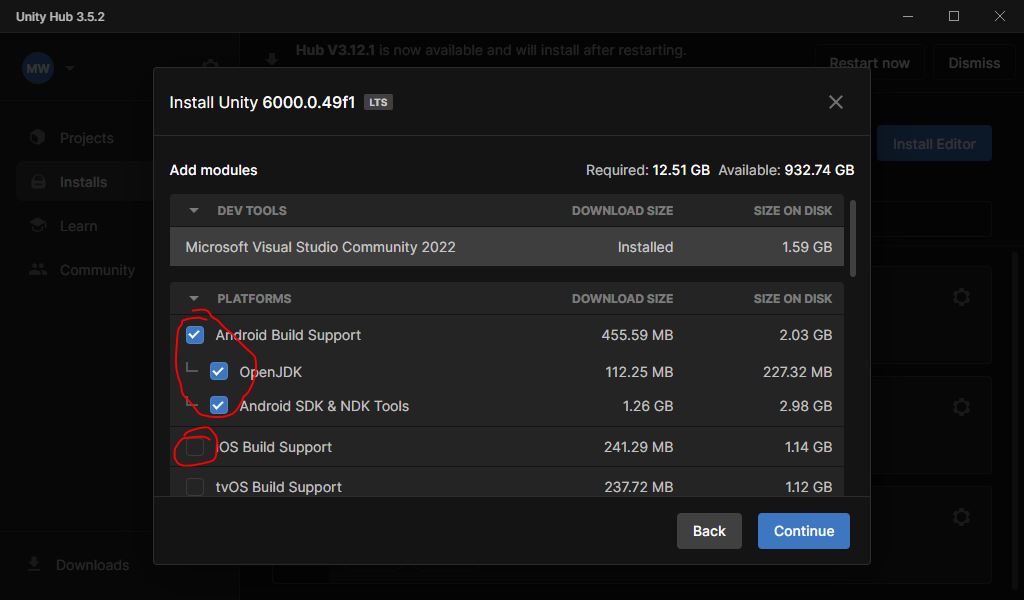 Unity Hub 3.5.2
Hub V3.12.1 is now available and will install after restarting.
Restart now
Dismiss
MW
Projects
Installs
Learn
Community
Downloads
Install Editor
Install Unity 6000.0.49f1 LTS
Add modules
Required: 12.51 GB Available: 932.74 GB
DEV TOOLS DOWNLOAD SIZE SIZE ON DISK
Microsoft Visual Studio Community 2022 Installed 1.59 GB
PLATFORMS DOWNLOAD SIZE SIZE ON DISK
Android Build Support 455.59 MB 2.03 GB
OpenJDK 112.25 MB 227.32 MB
Android SDK & NDK Tools 1.26 GB 2.98 GB
iOS Build Support 241.29 MB 1.14 GB
tvOS Build Support 237.72 MB 1.12 GB
Back
Continue